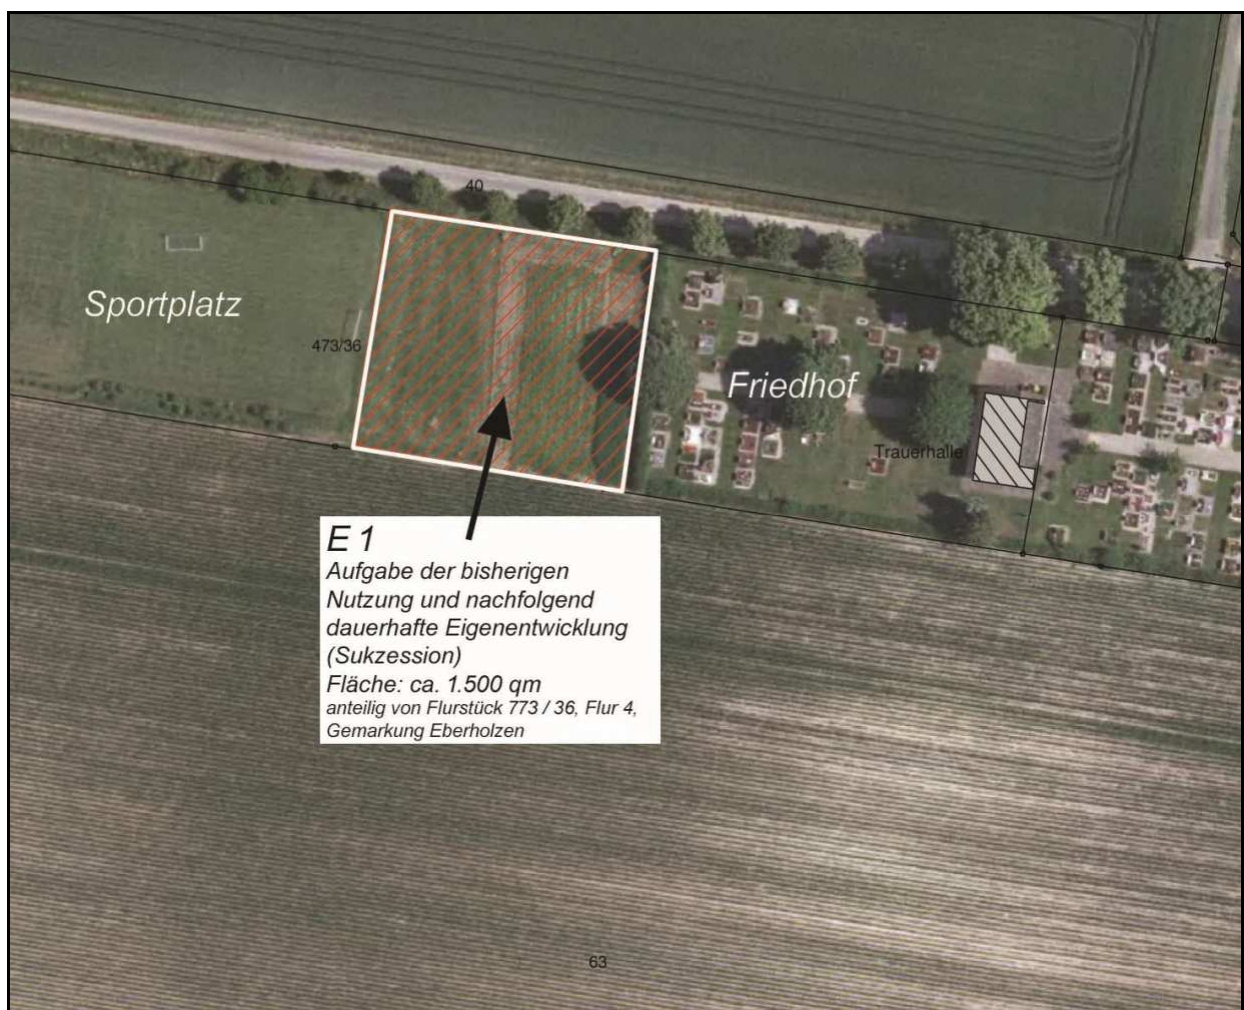 40
Sportplatz
473/36
Friedhof
Trauerhalle
E 1
Aufgabe der bisherigen
Nutzung und nachfolgend
dauerhafte Eigenentwicklung
(Sukzession)
Fläche: ca. 1.500 qm
anteilig von Flurstück 773 / 36, Flur 4,
Gemarkung Eberholzen
63